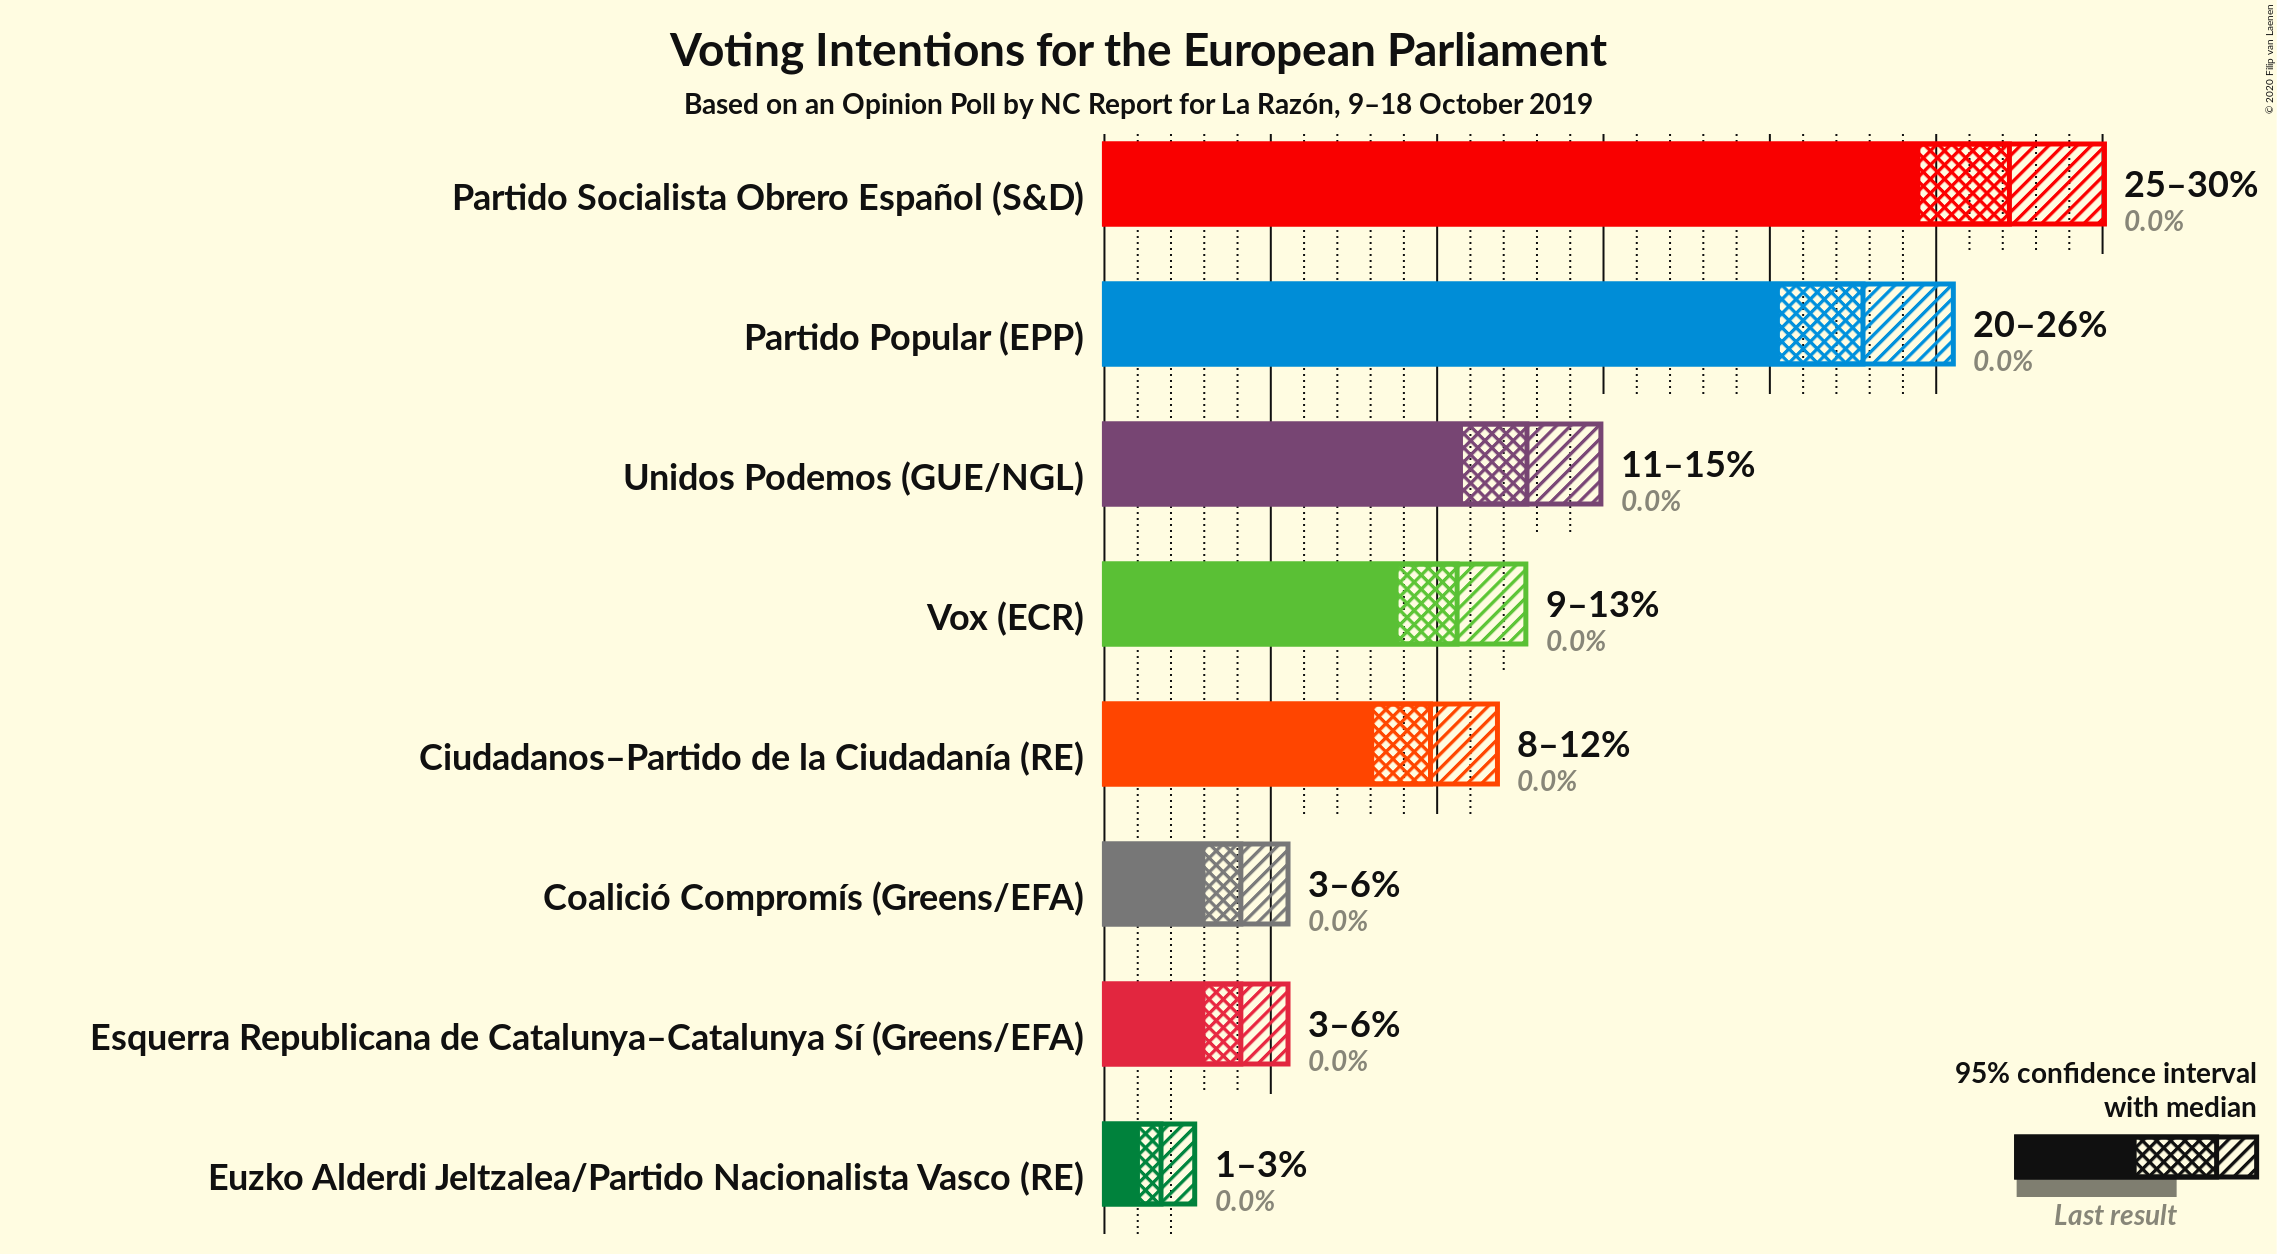 Voting Intentions for the European Parliament
Based on an Opinion Poll by NC Report for La Razón, 9–18 October 2019
© 2020 Filip van Laenen
Partido Socialista Obrero Español (S&D)
25–30%
0.0%
Partido Popular (EPP)
20–26%
0.0%
Unidos Podemos (GUE/NGL)
11–15%
0.0%
Vox (ECR)
9–13%
0.0%
Ciudadanos–Partido de la Ciudadanía (RE)
8–12%
0.0%
Coalició Compromís (Greens/EFA)
3–6%
0.0%
Esquerra Republicana de Catalunya–Catalunya Sí (Greens/EFA)
3–6%
0.0%
Euzko Alderdi Jeltzalea/Partido Nacionalista Vasco (RE)
1–3%
0.0%
95% confidence interval
with median
Last result